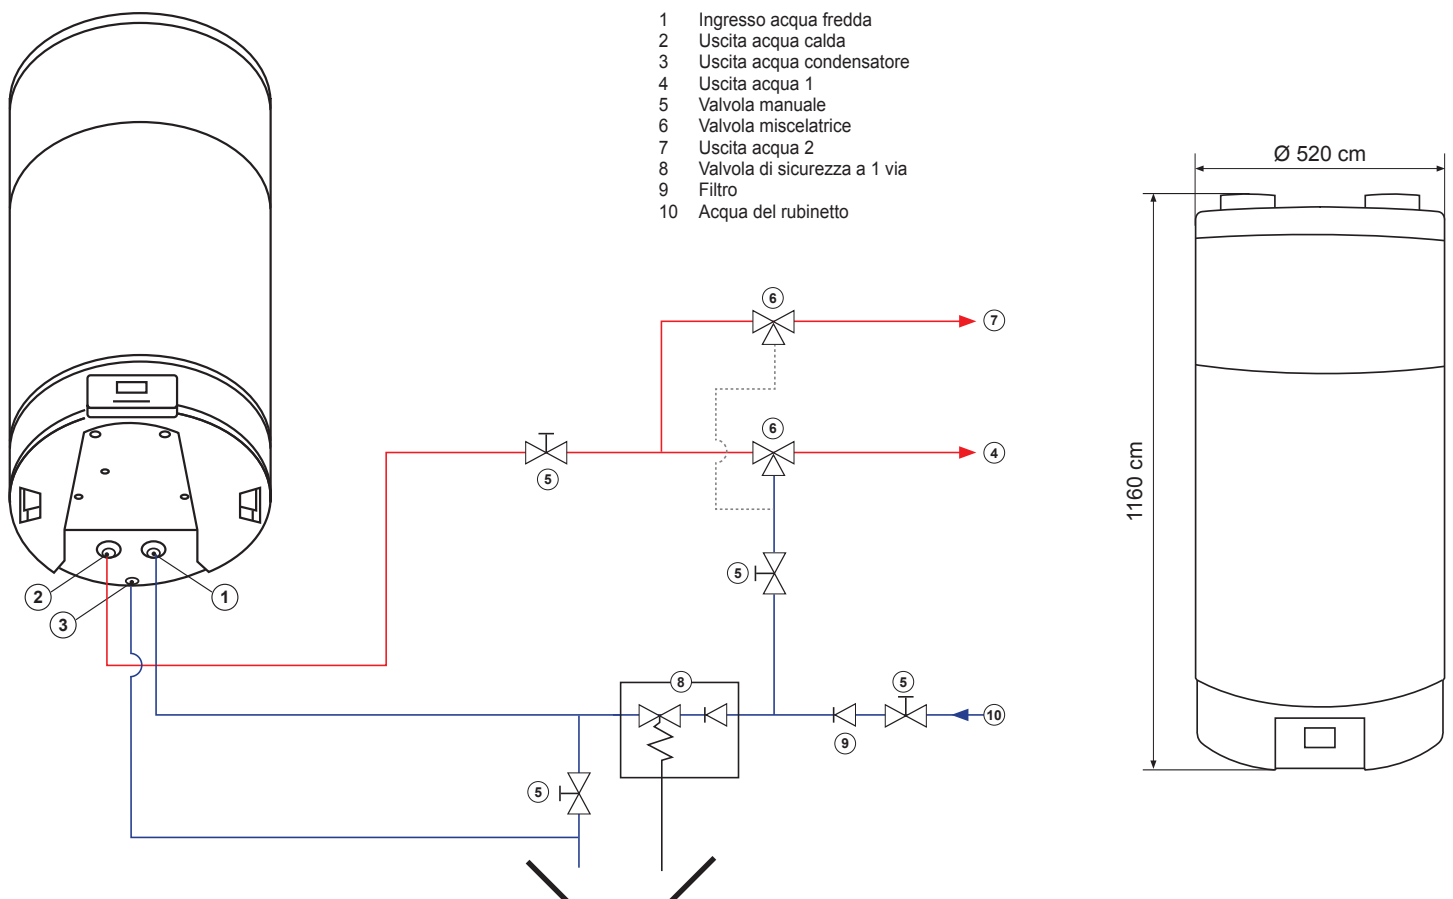 1 Ingresso acqua fredda
2 Uscita acqua calda
3 Uscita acqua condensatore
4 Uscita acqua 1
5 Valvola manuale
6 Valvola miscelatrice
7 Uscita acqua 2
8 Valvola di sicurezza a 1 via
9 Filtro
10 Acqua del rubinetto
Ø 520 cm
1160 cm
6
7
6
4
5
5
2
1
3
8
5
10
9
5